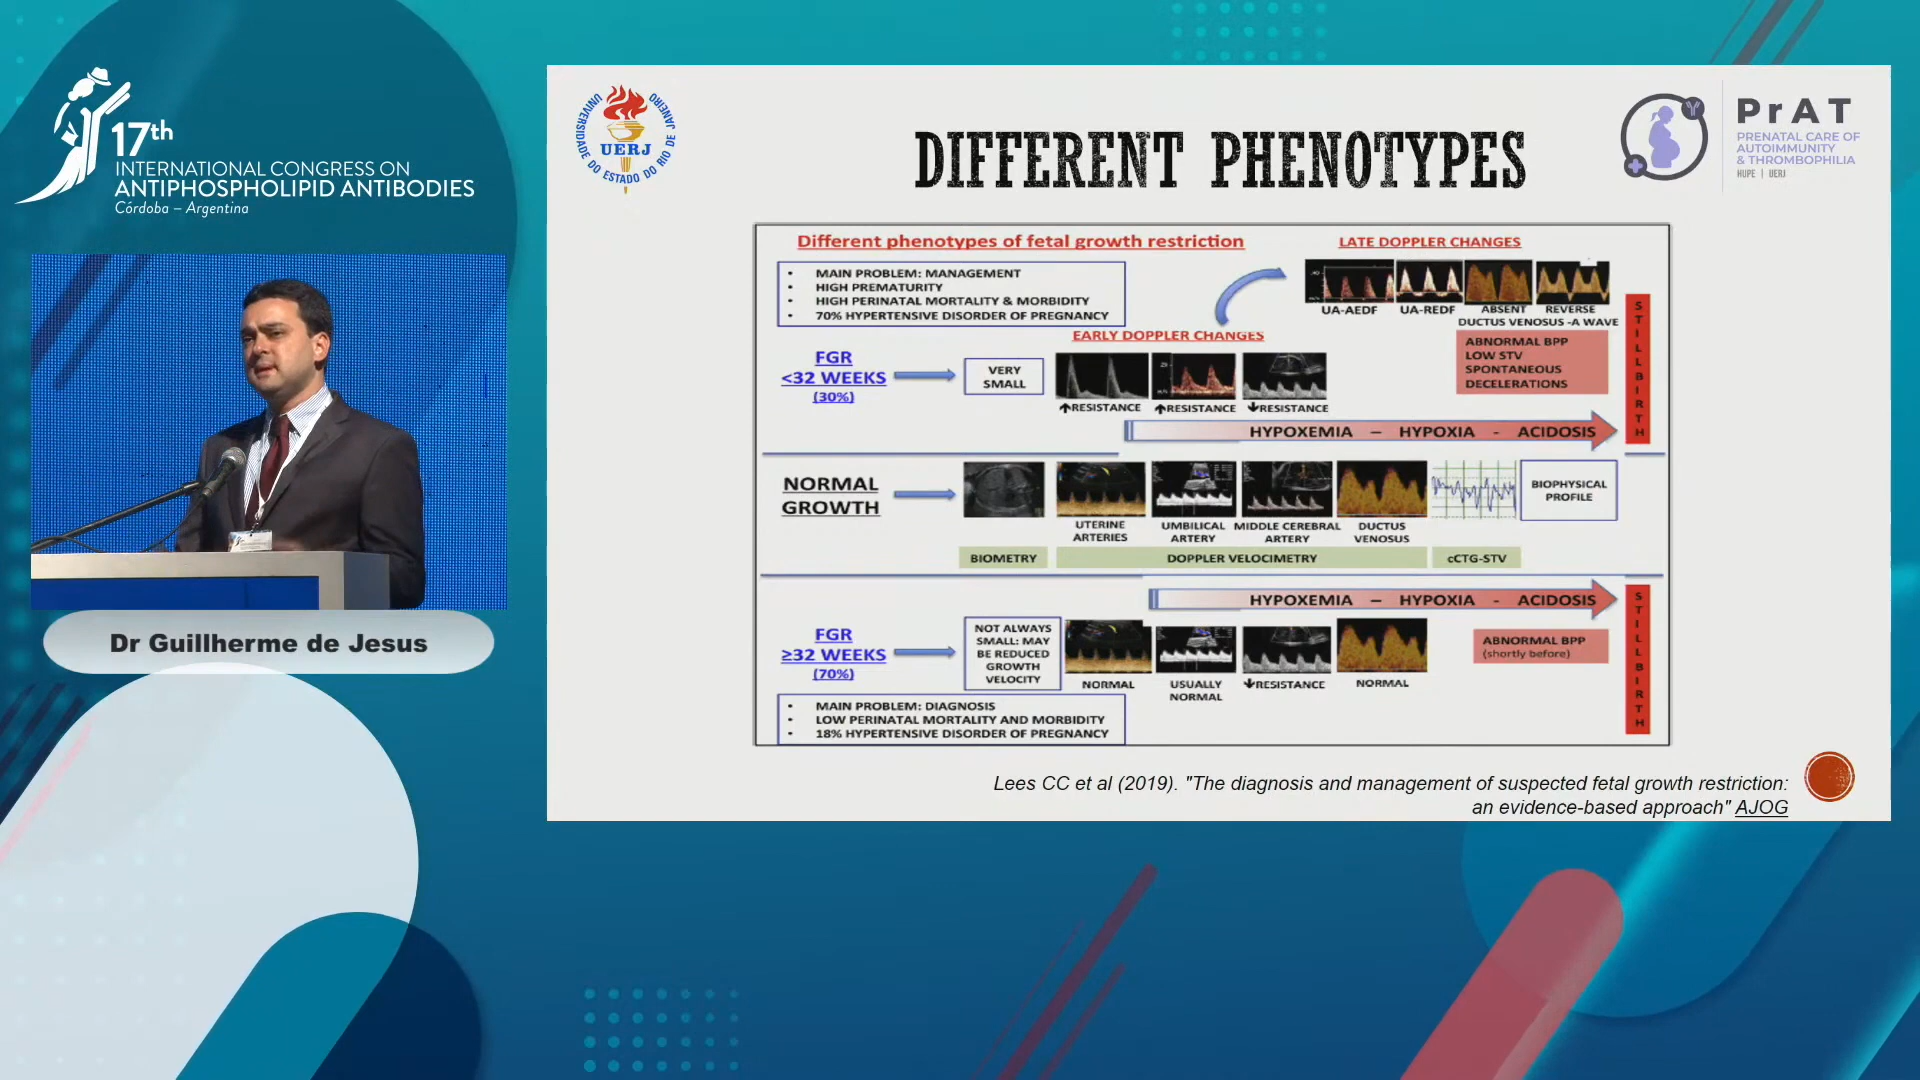 17th
INTERNATIONAL CONGRESS ON
ANTIPHOSPHOLIPID ANTIBODIES
Córdoba – Argentina
Dr Guillherme de Jesus
UNIVERSIDADE DO ESTADO DO RIO DE JANEIRO
UERJ
DIFFERENT PHENOTYPES
PrAT
PRENATAL CARE OF
AUTOIMMUNITY
& THROMBOPHILIA
HUPE | UERJ
Different phenotypes of fetal growth restriction
• MAIN PROBLEM: MANAGEMENT
• HIGH PREMATURITY
• HIGH PERINATAL MORTALITY & MORBIDITY
• 70% HYPERTENSIVE DISORDER OF PREGNANCY
LATE DOPPLER CHANGES
UA-AEDF UA-REDF ABSENT REVERSE
DUCTUS VENOSUS -A WAVE
EARLY DOPPLER CHANGES
ABNORMAL BPP
LOW STV
SPONTANEOUS
DECELERATIONS
STILLBIRTH
FGR
<32 WEEKS
(30%)
VERY
SMALL
↑RESISTANCE ↑RESISTANCE ↓RESISTANCE
HYPOXEMIA – HYPOXIA - ACIDOSIS
NORMAL
GROWTH
UTERINE
ARTERIES
UMBILICAL
ARTERY
MIDDLE CEREBRAL
ARTERY
DUCTUS
VENOSUS
BIOPHYSICAL
PROFILE
BIOMETRY
DOPPLER VELOCIMETRY
cCTG-STV
HYPOXEMIA – HYPOXIA - ACIDOSIS
FGR
≥32 WEEKS
(70%)
NOT ALWAYS
SMALL: MAY
BE REDUCED
GROWTH
VELOCITY
NORMAL
USUALLY
NORMAL
↓RESISTANCE
NORMAL
ABNORMAL BPP
(shortly before)
STILLBIRTH
• MAIN PROBLEM: DIAGNOSIS
• LOW PERINATAL MORTALITY AND MORBIDITY
• 18% HYPERTENSIVE DISORDER OF PREGNANCY
Lees CC et al (2019). "The diagnosis and management of suspected fetal growth restriction:
an evidence-based approach" AJOG